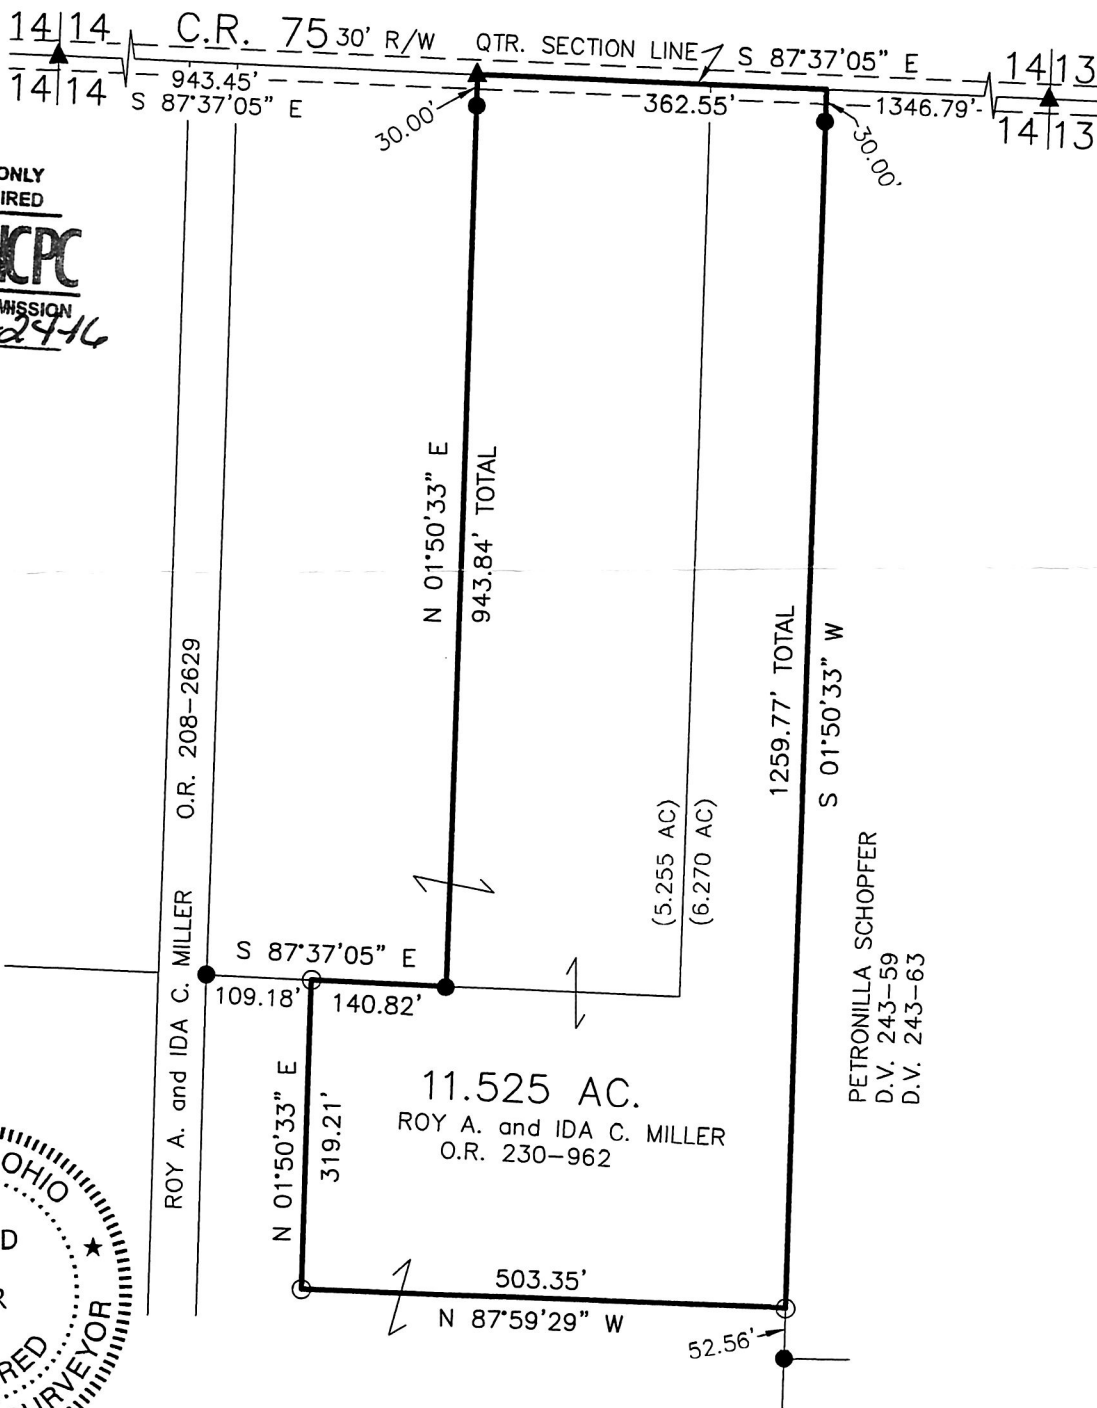 14|14
C.R. 75 30' R/W
QTR. SECTION LINE
S 87°37'05" E
14|13
14|14
943.45'
S 87°37'05" E
30.00'
362.55'
1346.79'
30.00'
14|13
ONLY
IRED
NCPC
MISSION
N 01°50'33" E
943.84' TOTAL
1259.77' TOTAL
S 01°50'33" W
ROY A. and IDA C. MILLER O.R. 208-2629
(5.255 AC)
(6.270 AC)
PETRONILLA SCHOPFER
D.V. 243-59
D.V. 243-63
S 87°37'05" E
109.18'
140.82'
N 01°50'33" E
319.21'
11.525 AC.
ROY A. and IDA C. MILLER
O.R. 230-962
503.35'
N 87°59'29" W
52.56'
OHIO
D
R
RED
URVEYOR